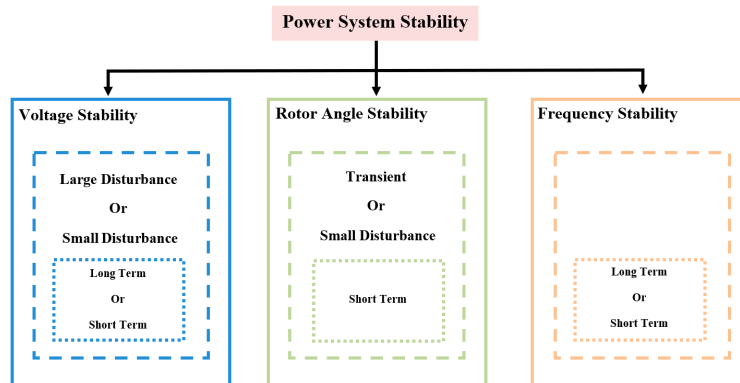 Power System Stability
Voltage Stability
Large Disturbance
Or
Small Disturbance
Long Term
Or
Short Term
Rotor Angle Stability
Transient
Or
Small Disturbance
Short Term
Frequency Stability
Long Term
Or
Short Term